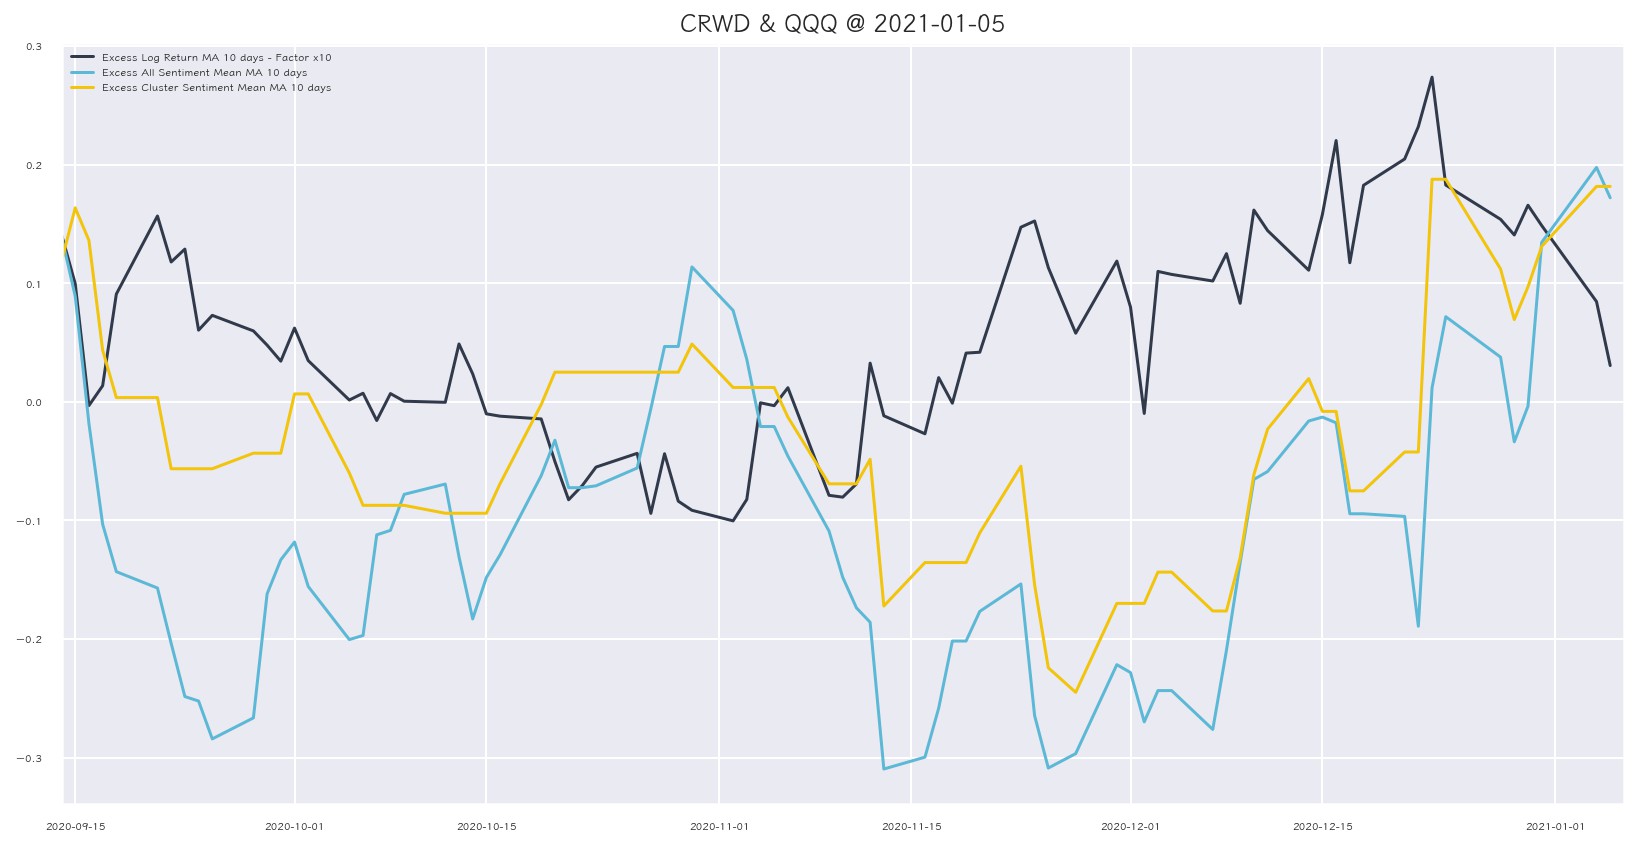 CRWD & QQQ @ 2021-01-05
0.3
Excess Log Return MA 10 days - Factor x10
Excess All Sentiment Mean MA 10 days
Excess Cluster Sentiment Mean MA 10 days
0.2
0.1
0.0
−0.1
−0.2
−0.3
2020-09-15 2020-10-01 2020-10-15 2020-11-01 2020-11-15 2020-12-01 2020-12-15 2021-01-01